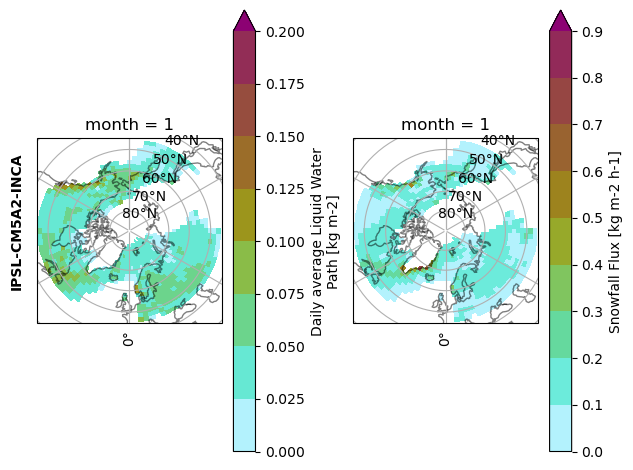 IPSL-CM5A2-INCA
month = 1
40°N
50°N
60°N
70°N
80°N
0°
0.200
0.175
0.150
0.125
0.100
0.075
0.050
0.025
0.000
Daily average Liquid Water
Path [kg m-2]
month = 1
40°N
50°N
60°N
70°N
80°N
0°
0.9
0.8
0.7
0.6
0.5
0.4
0.3
0.2
0.1
0.0
Snowfall Flux [kg m-2 h-1]